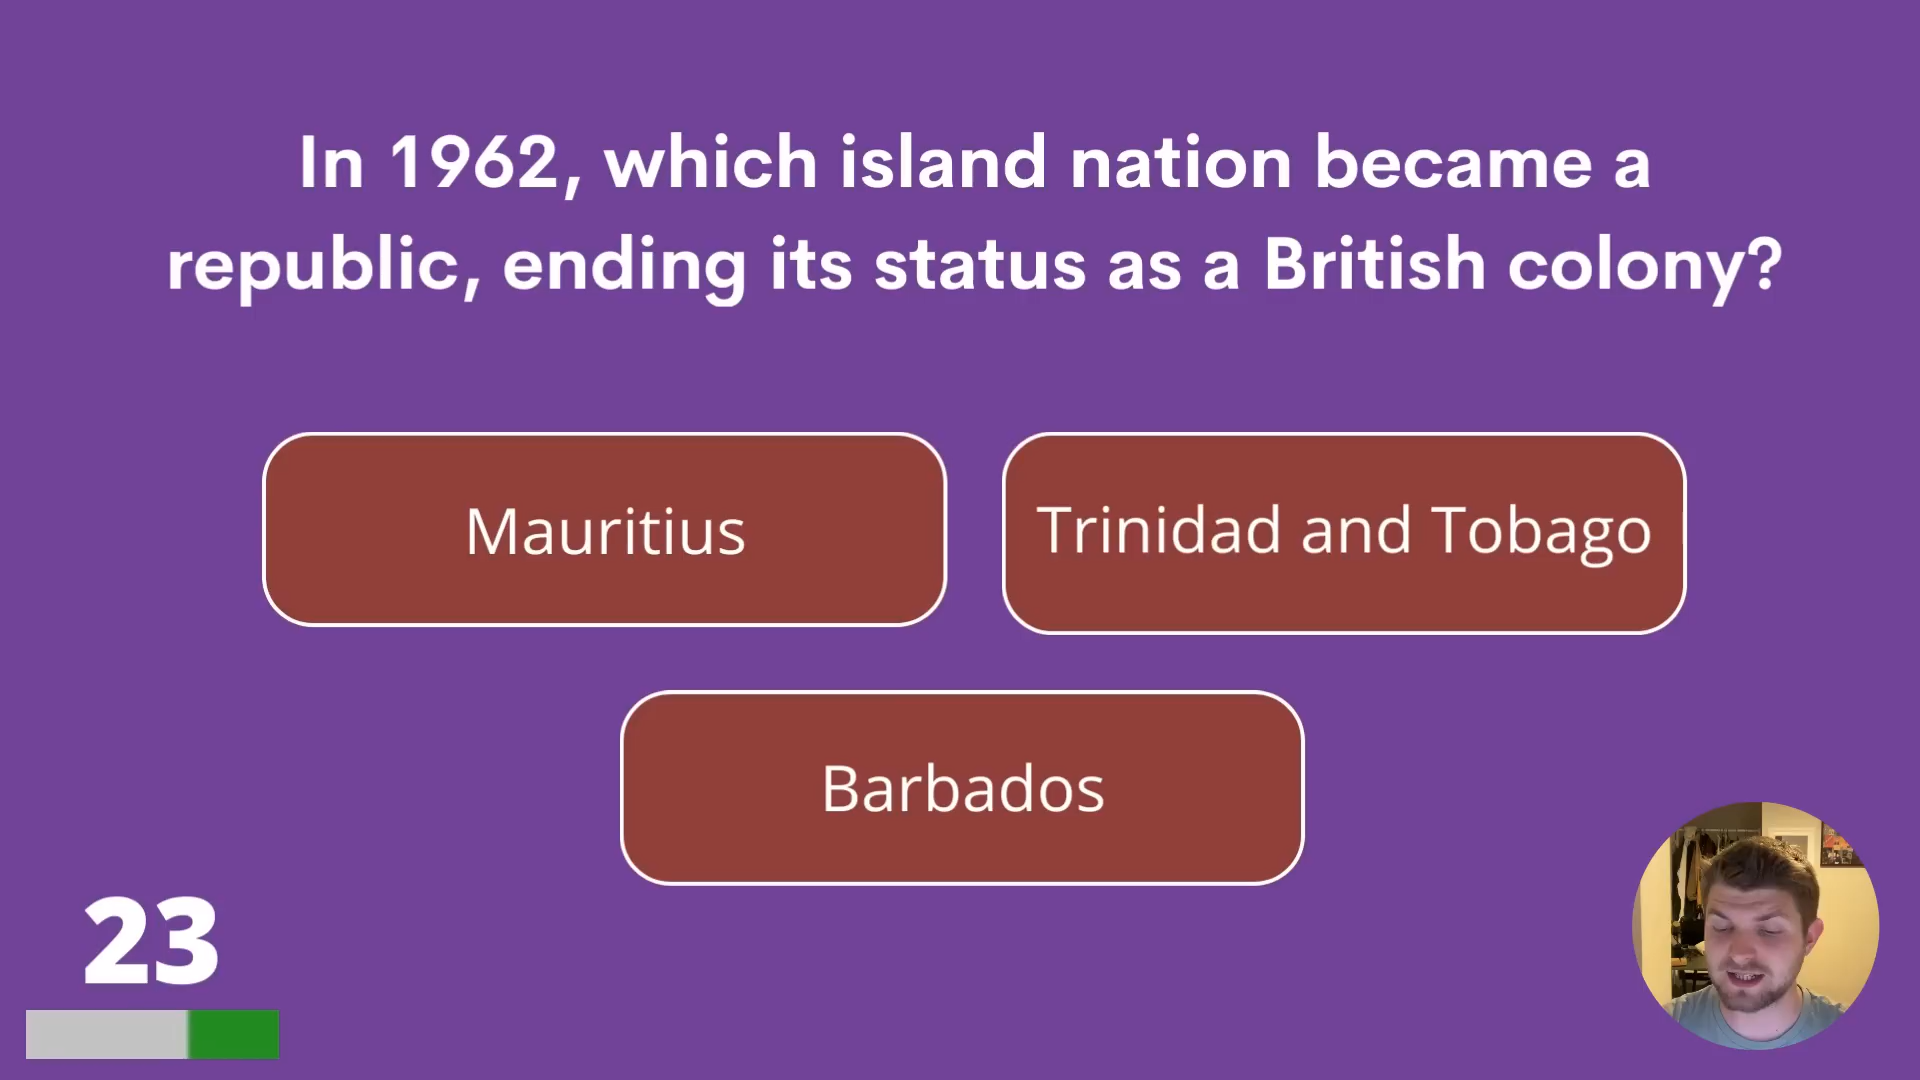 In 1962, which island nation became a
republic, ending its status as a British colony?
Mauritius
Trinidad and Tobago
Barbados
23